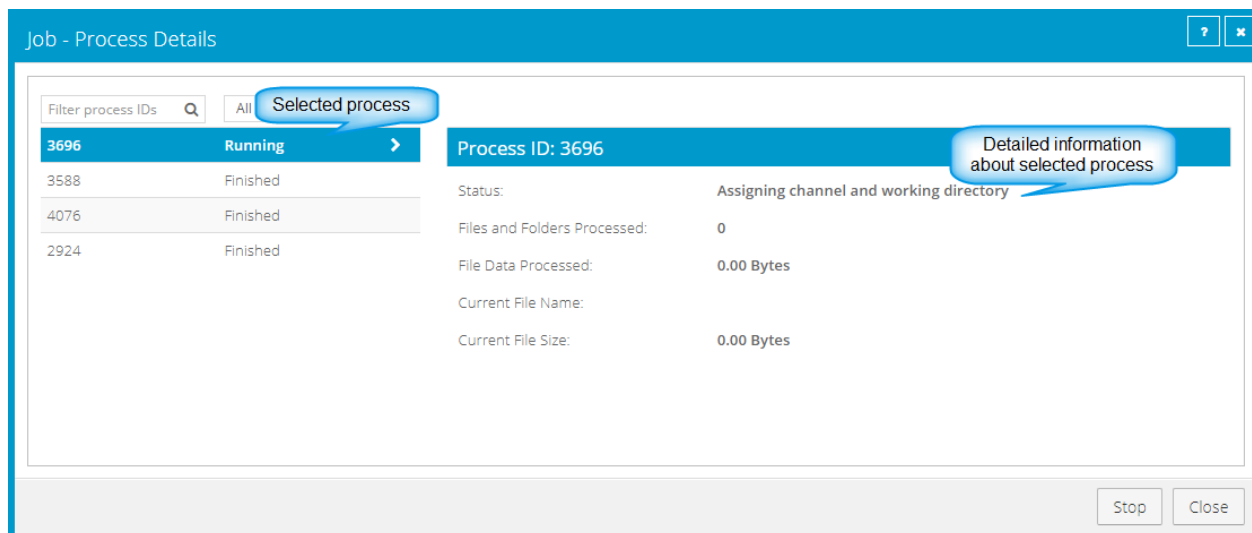 Job - Process Details
?
×
Filter process IDs
All
Selected process
3696 Running
3588 Finished
4076 Finished
2924 Finished
Process ID: 3696
Detailed information
about selected process
Status: Assigning channel and working directory
Files and Folders Processed: 0
File Data Processed: 0.00 Bytes
Current File Name:
Current File Size: 0.00 Bytes
Stop Close